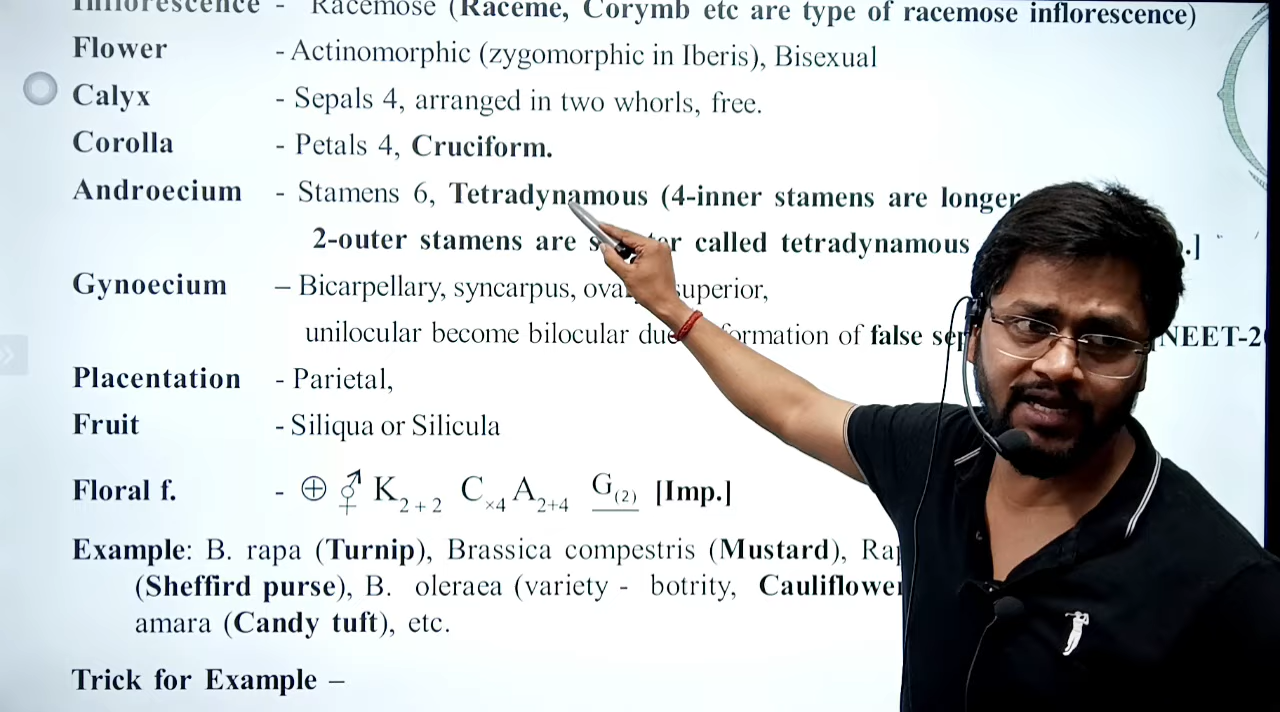 Inflorescence - Racemose (Raceme, Corymb etc are type of racemose inflorescence)
Flower - Actinomorphic (zygomorphic in Iberis), Bisexual
Calyx - Sepals 4, arranged in two whorls, free.
Corolla - Petals 4, Cruciform.
Androecium - Stamens 6, Tetradynamous (4-inner stamens are longer
2-outer stamens are called tetradynamous .]
Gynoecium – Bicarpellary, syncarpus, superior,
unilocular become bilocular due formation of false NEET-2
Placentation - Parietal,
Fruit - Siliqua or Silicula
Floral f. - ⊕ ⚥ K2+2 C×4 A2+4 G(2) [Imp.]
Example: B. rapa (Turnip), Brassica compestris (Mustard),
(Sheffird purse), B. oleraea (variety - botrity, Cauliflower
amara (Candy tuft), etc.
Trick for Example –